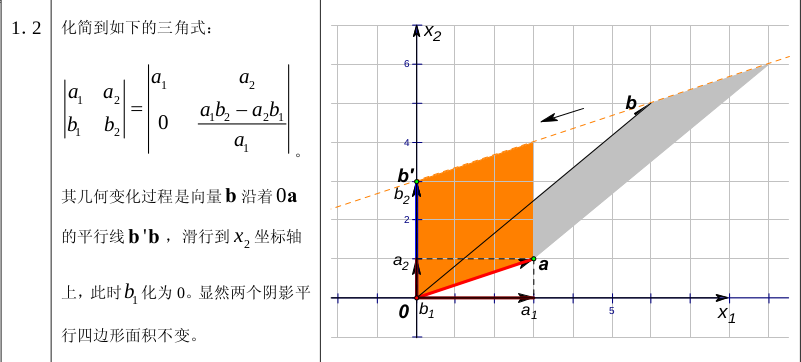 1.2
化简到如下的三角式：
|a₁ a₂| = |a₁ a₂|
|b₁ b₂| |0 (a₁b₂ − a₂b₁)/a₁| 。
其几何变化过程是向量 b 沿着 0a
的平行线 b'b ，滑行到 x₂ 坐标轴
上，此时 b₁ 化为 0。显然两个阴影平
行四边形面积不变。
x₂
6
b
4
b'
b₂
2
a₂
a
0
b₁
a₁
5
x₁